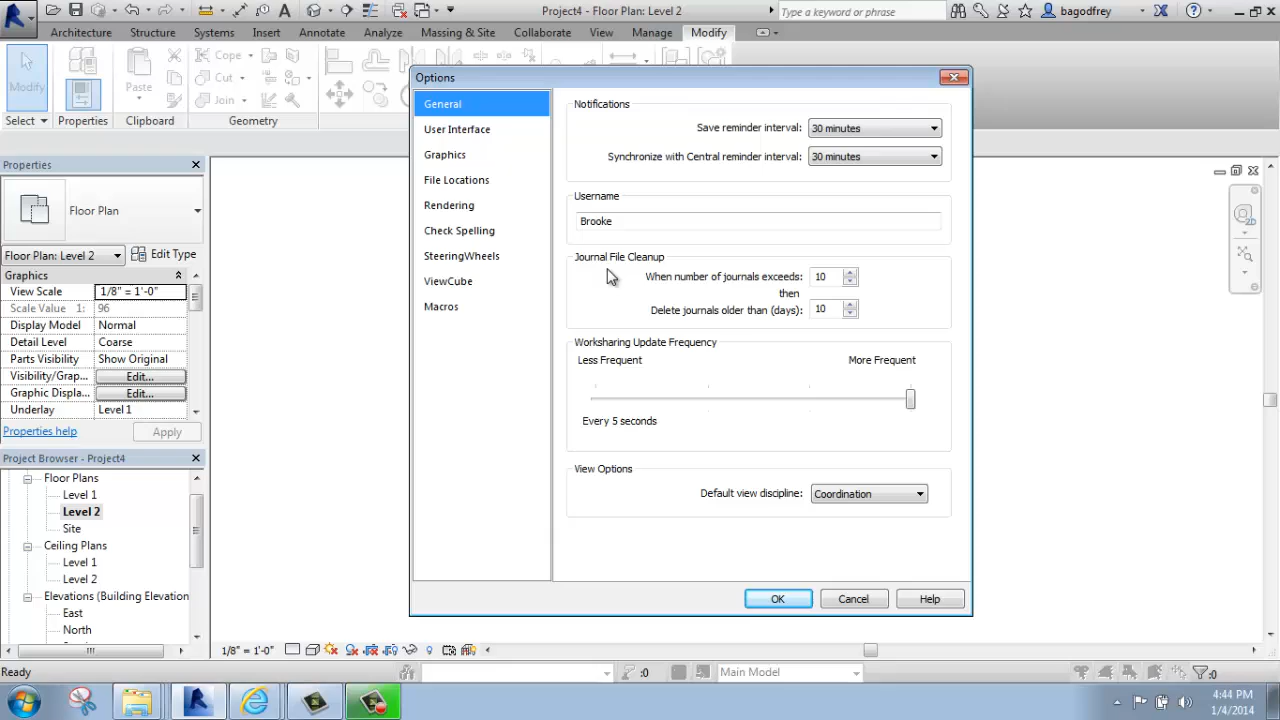 Project4 - Floor Plan: Level 2
Type a keyword or phrase
bagodfrey
Architecture Structure Systems Insert Annotate Analyze Massing & Site Collaborate View Manage Modify
Modify
Cope
Cut
Join
Paste
Select Properties Clipboard Geometry
Properties
Floor Plan
Floor Plan: Level 2 Edit Type
Graphics
View Scale 1/8" = 1'-0"
Scale Value 1: 96
Display Model Normal
Detail Level Coarse
Parts Visibility Show Original
Visibility/Grap... Edit...
Graphic Displa... Edit...
Underlay Level 1
Properties help Apply
Project Browser - Project4
Floor Plans
Level 1
Level 2
Site
Ceiling Plans
Level 1
Level 2
Elevations (Building Elevation
East
North
Options
General
User Interface
Graphics
File Locations
Rendering
Check Spelling
SteeringWheels
ViewCube
Macros
Notifications
Save reminder interval: 30 minutes
Synchronize with Central reminder interval: 30 minutes
Username
Brooke
Journal File Cleanup
When number of journals exceeds: 10
then
Delete journals older than (days): 10
Worksharing Update Frequency
Less Frequent More Frequent
Every 5 seconds
View Options
Default view discipline: Coordination
OK Cancel Help
2D
1/8" = 1'-0"
Ready
:0
Main Model
:0
4:44 PM
1/4/2014